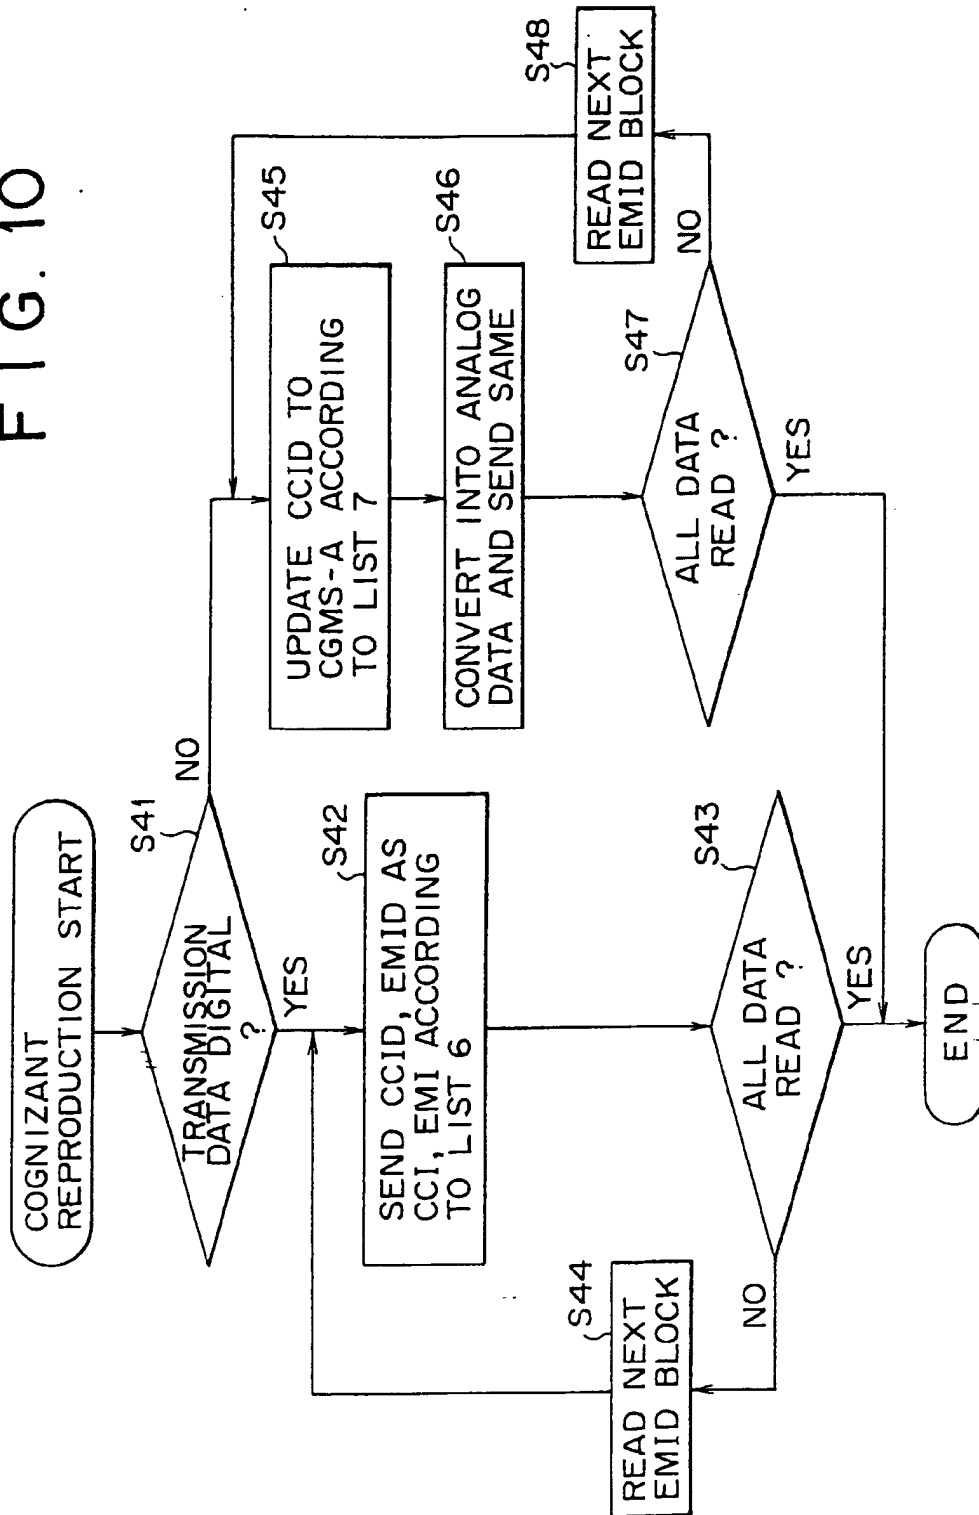 FIG. 10
COGNIZANT
REPRODUCTION START
S41
TRANSMISSION
DATA DIGITAL
?
NO
YES
S42
SEND CCID, EMID AS
CCI, EMI ACCORDING
TO LIST 6
S43
ALL DATA
READ ?
YES
NO
S44
READ NEXT
EMID BLOCK
S45
UPDATE CCID TO
CGMS-A ACCORDING
TO LIST 7
S46
CONVERT INTO ANALOG
DATA AND SEND SAME
S47
ALL DATA
READ ?
YES
NO
S48
READ NEXT
EMID BLOCK
END